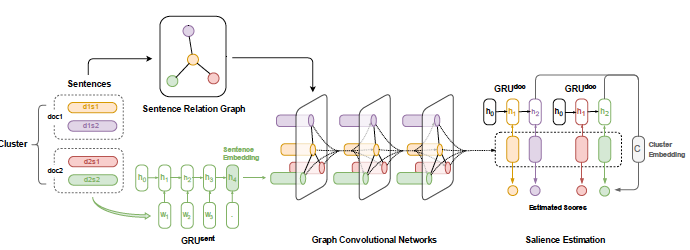 Sentences
Cluster
doc1
d1s1
d1s2
doc2
d2s1
d2s2
Sentence Relation Graph
Sentence
Embedding
h0
h1
h2
h3
h4
w1
w2
w3
.
GRUsent
Graph Convolutional Networks
GRUdoc
GRUdoc
h0
h1
h2
h0
h1
h2
C
Cluster
Embedding
Estimated Scores
Salience Estimation